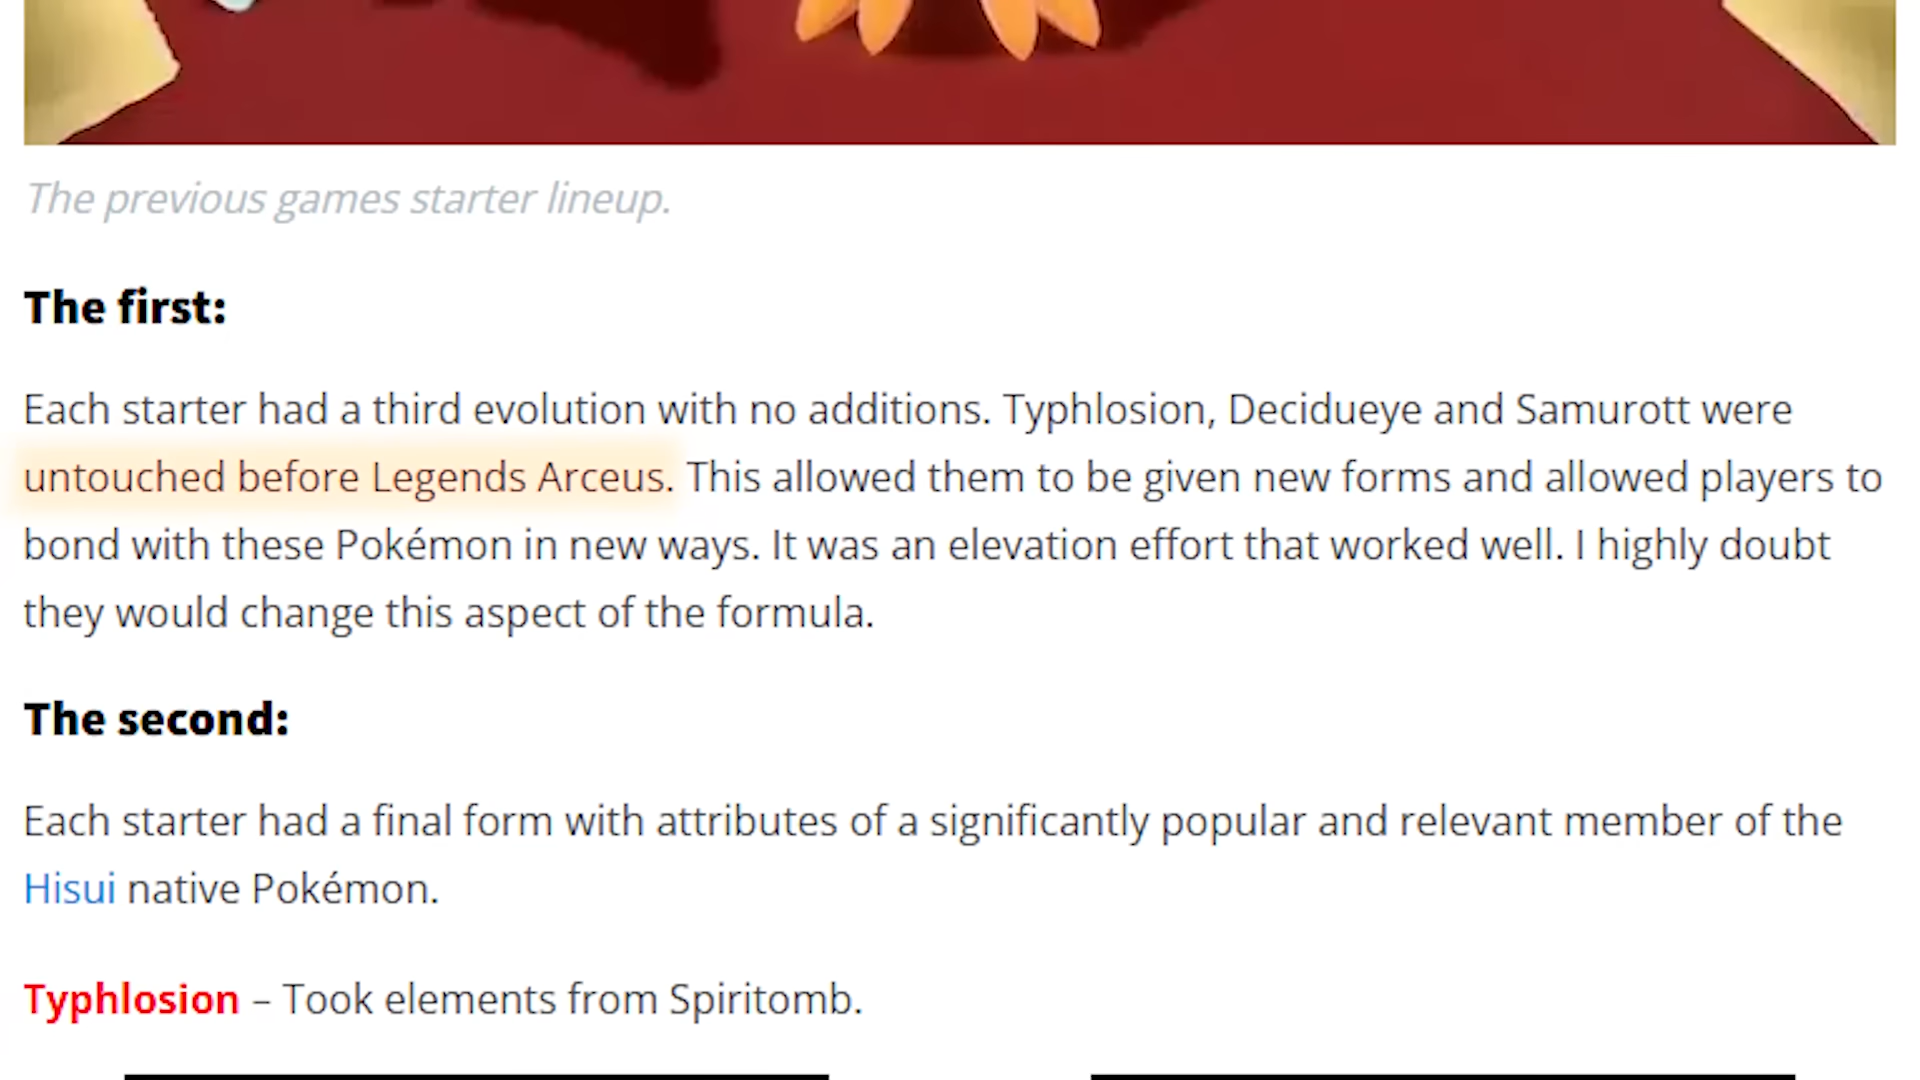 The previous games starter lineup.
The first:
Each starter had a third evolution with no additions. Typhlosion, Decidueye and Samurott were
untouched before Legends Arceus. This allowed them to be given new forms and allowed players to
bond with these Pokémon in new ways. It was an elevation effort that worked well. I highly doubt
they would change this aspect of the formula.
The second:
Each starter had a final form with attributes of a significantly popular and relevant member of the
Hisui native Pokémon.
Typhlosion – Took elements from Spiritomb.